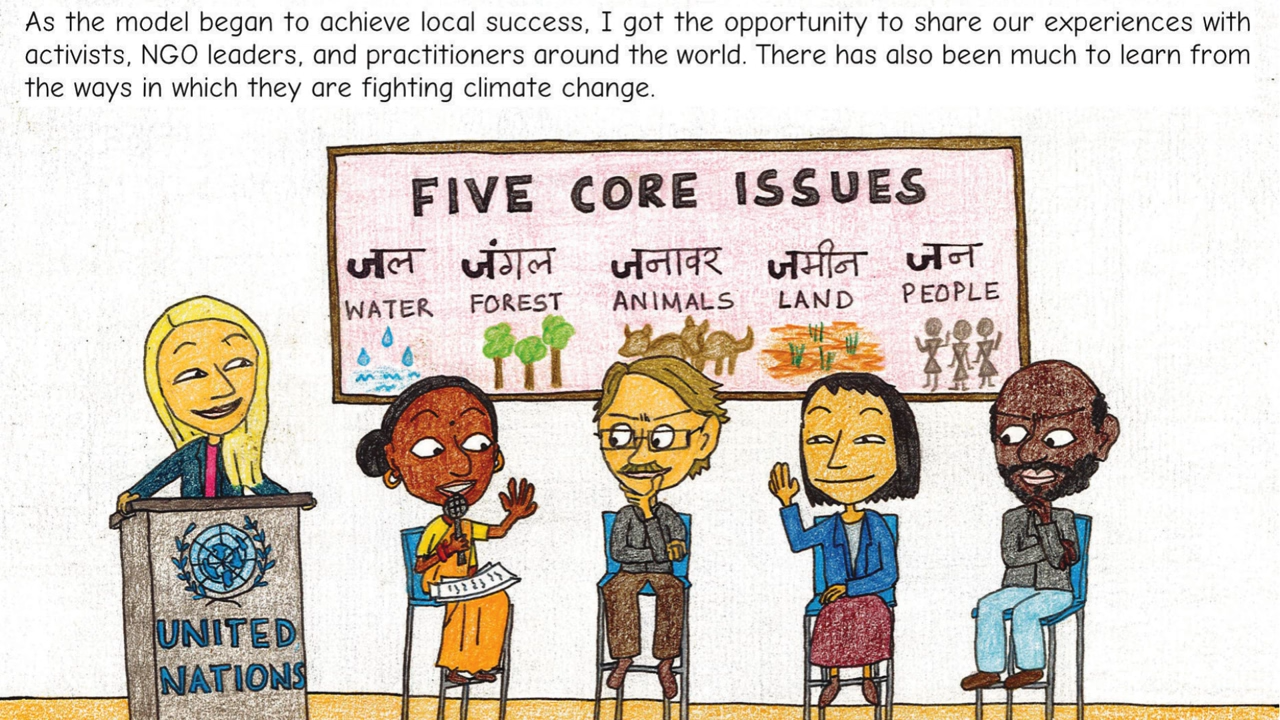 As the model began to achieve local success, I got the opportunity to share our experiences with
activists, NGO leaders, and practitioners around the world. There has also been much to learn from
the ways in which they are fighting climate change.
FIVE CORE ISSUES
जल जंगल जनावर जमीन जन
WATER FOREST ANIMALS LAND PEOPLE
UNITED
NATIONS